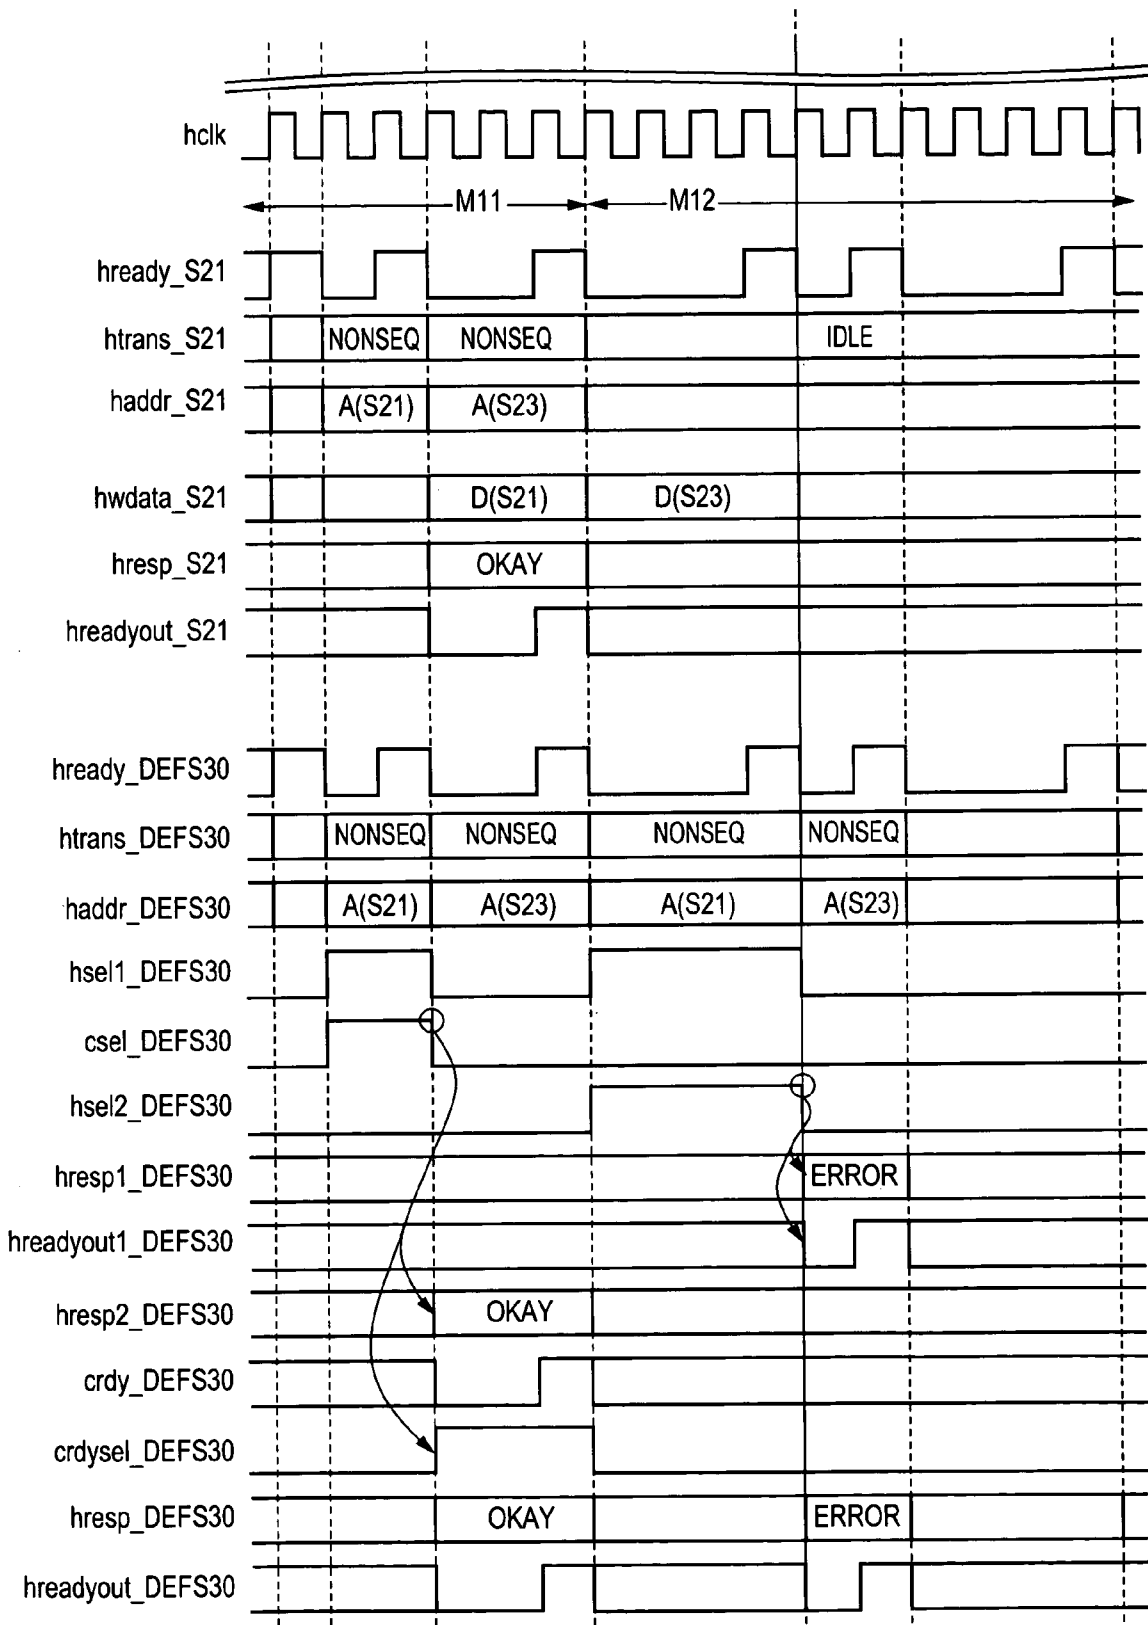 hclk
M11 M12
hready_S21
htrans_S21 NONSEQ NONSEQ IDLE
haddr_S21 A(S21) A(S23)
hwdata_S21 D(S21) D(S23)
hresp_S21 OKAY
hreadyout_S21
hready_DEFS30
htrans_DEFS30 NONSEQ NONSEQ NONSEQ NONSEQ
haddr_DEFS30 A(S21) A(S23) A(S21) A(S23)
hsel1_DEFS30
csel_DEFS30
hsel2_DEFS30
hresp1_DEFS30 ERROR
hreadyout1_DEFS30
hresp2_DEFS30 OKAY
crdy_DEFS30
crdysel_DEFS30
hresp_DEFS30 OKAY ERROR
hreadyout_DEFS30